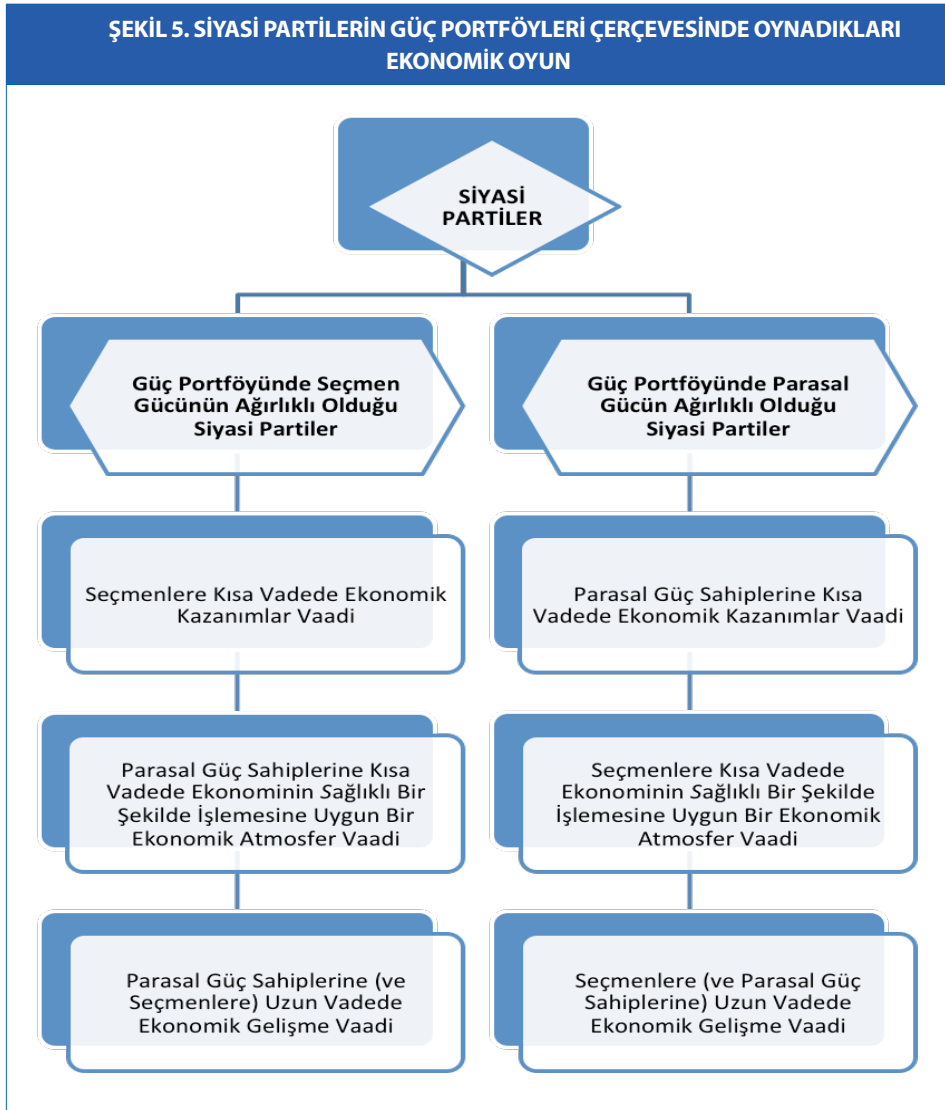 ŞEKİL 5. SİYASİ PARTİLERİN GÜÇ PORTFÖYLERİ ÇERÇEVESİNDE OYNADIKLARI
EKONOMİK OYUN
SİYASİ
PARTİLER
Güç Portföyünde Seçmen
Gücünün Ağırlıklı Olduğu
Siyasi Partiler
Güç Portföyünde Parasal
Gücün Ağırlıklı Olduğu
Siyasi Partiler
Seçmenlere Kısa Vadede Ekonomik
Kazanımlar Vaadi
Parasal Güç Sahiplerine Kısa
Vadede Ekonomik Kazanımlar Vaadi
Parasal Güç Sahiplerine Kısa
Vadede Ekonominin Sağlıklı Bir
Şekilde İşlemesine Uygun Bir
Ekonomik Atmosfer Vaadi
Seçmenlere Kısa Vadede
Ekonominin Sağlıklı Bir Şekilde
İşlemesine Uygun Bir Ekonomik
Atmosfer Vaadi
Parasal Güç Sahiplerine (ve
Seçmenlere) Uzun Vadede
Ekonomik Gelişme Vaadi
Seçmenlere (ve Parasal Güç
Sahiplerine) Uzun Vadede
Ekonomik Gelişme Vaadi